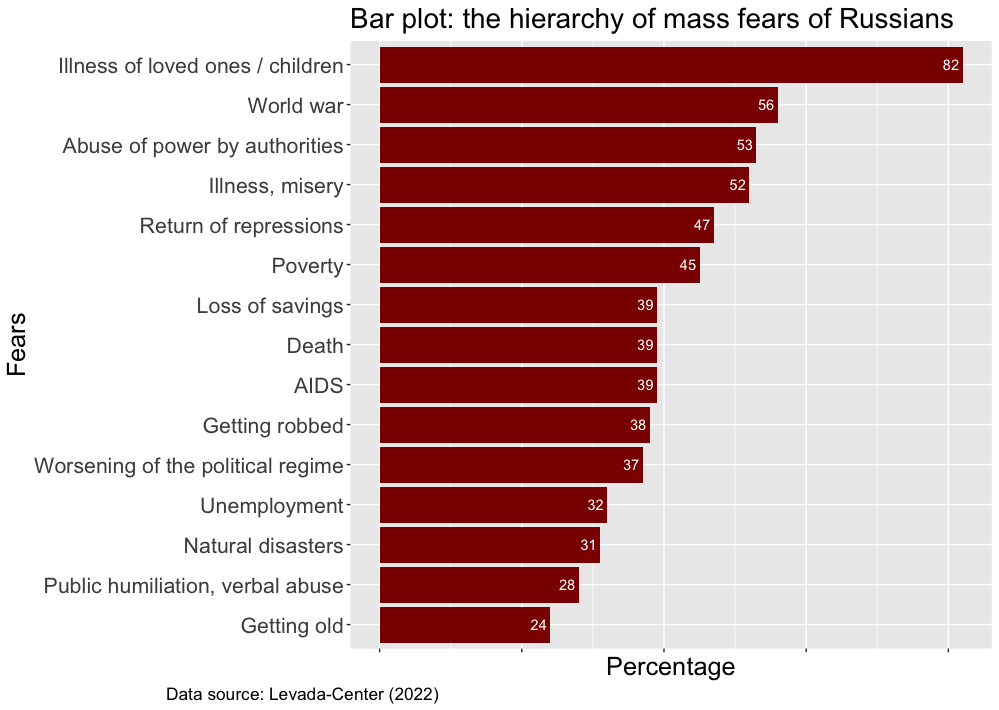 Bar plot: the hierarchy of mass fears of Russians
Fears
Illness of loved ones / children 82
World war 56
Abuse of power by authorities 53
Illness, misery 52
Return of repressions 47
Poverty 45
Loss of savings 39
Death 39
AIDS 39
Getting robbed 38
Worsening of the political regime 37
Unemployment 32
Natural disasters 31
Public humiliation, verbal abuse 28
Getting old 24
Percentage
Data source: Levada-Center (2022)